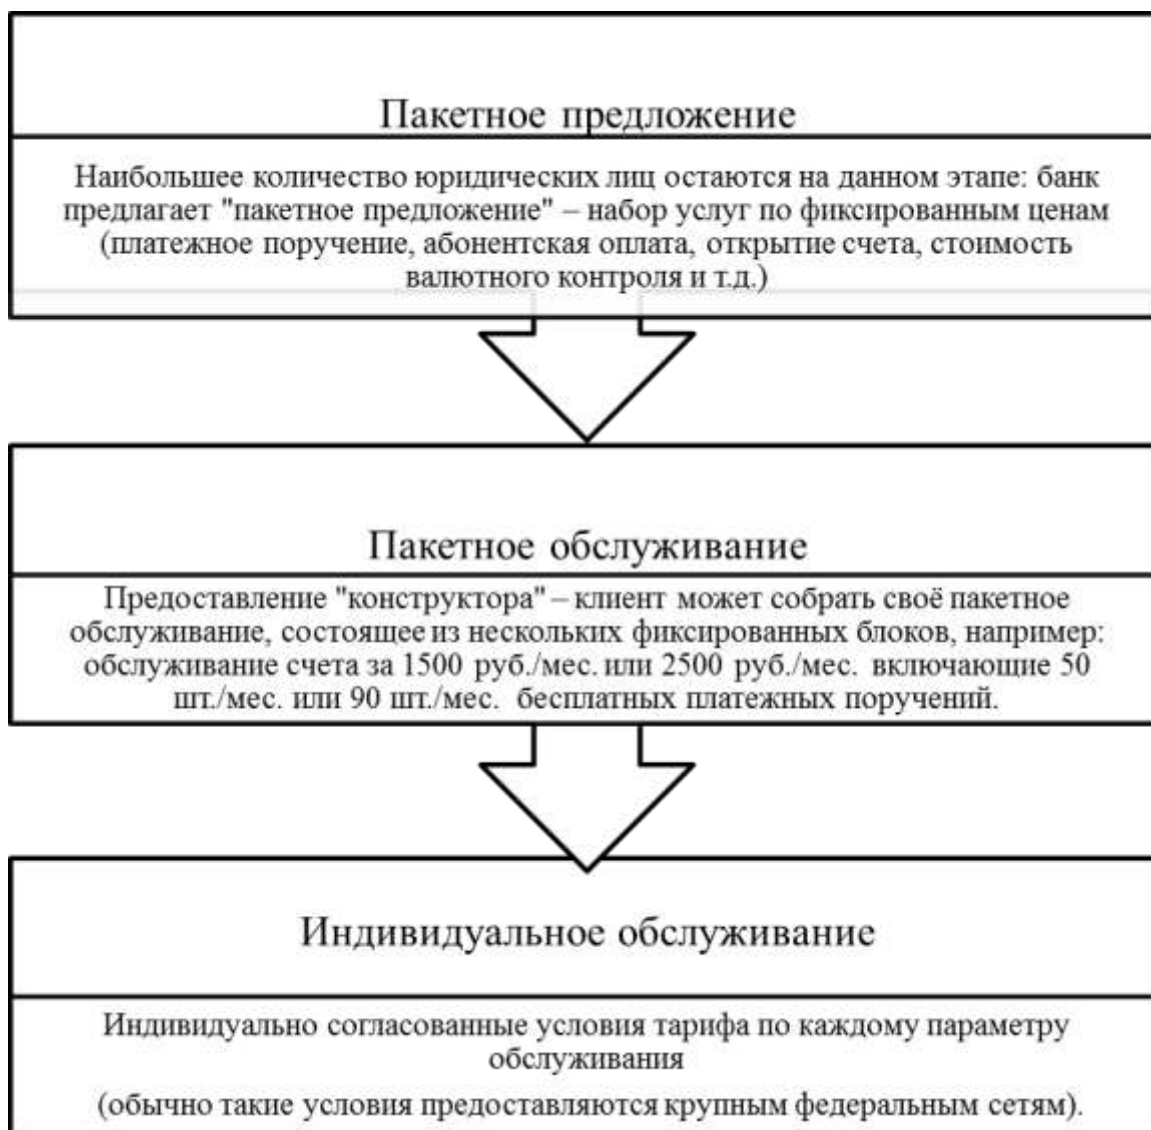 Пакетное предложение
Наибольшее количество юридических лиц остаются на данном этапе: банк
предлагает "пакетное предложение" – набор услуг по фиксированным ценам
(платежное поручение, абонентская оплата, открытие счета, стоимость
валютного контроля и т.д.)
Пакетное обслуживание
Предоставление "конструктора" – клиент может собрать своё пакетное
обслуживание, состоящее из нескольких фиксированных блоков, например:
обслуживание счета за 1500 руб./мес. или 2500 руб./мес. включающие 50
шт./мес. или 90 шт./мес. бесплатных платежных поручений.
Индивидуальное обслуживание
Индивидуально согласованные условия тарифа по каждому параметру
обслуживания
(обычно такие условия предоставляются крупным федеральным сетям).